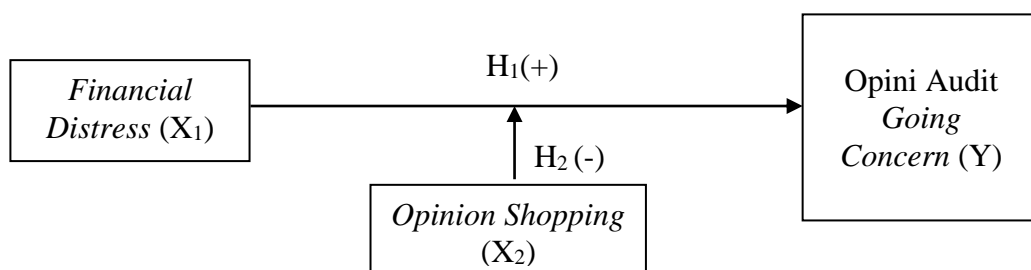 H₁(+)
Financial
Distress (X₁)
Opini Audit
Going
Concern (Y)
H₂ (-)
Opinion Shopping
(X₂)